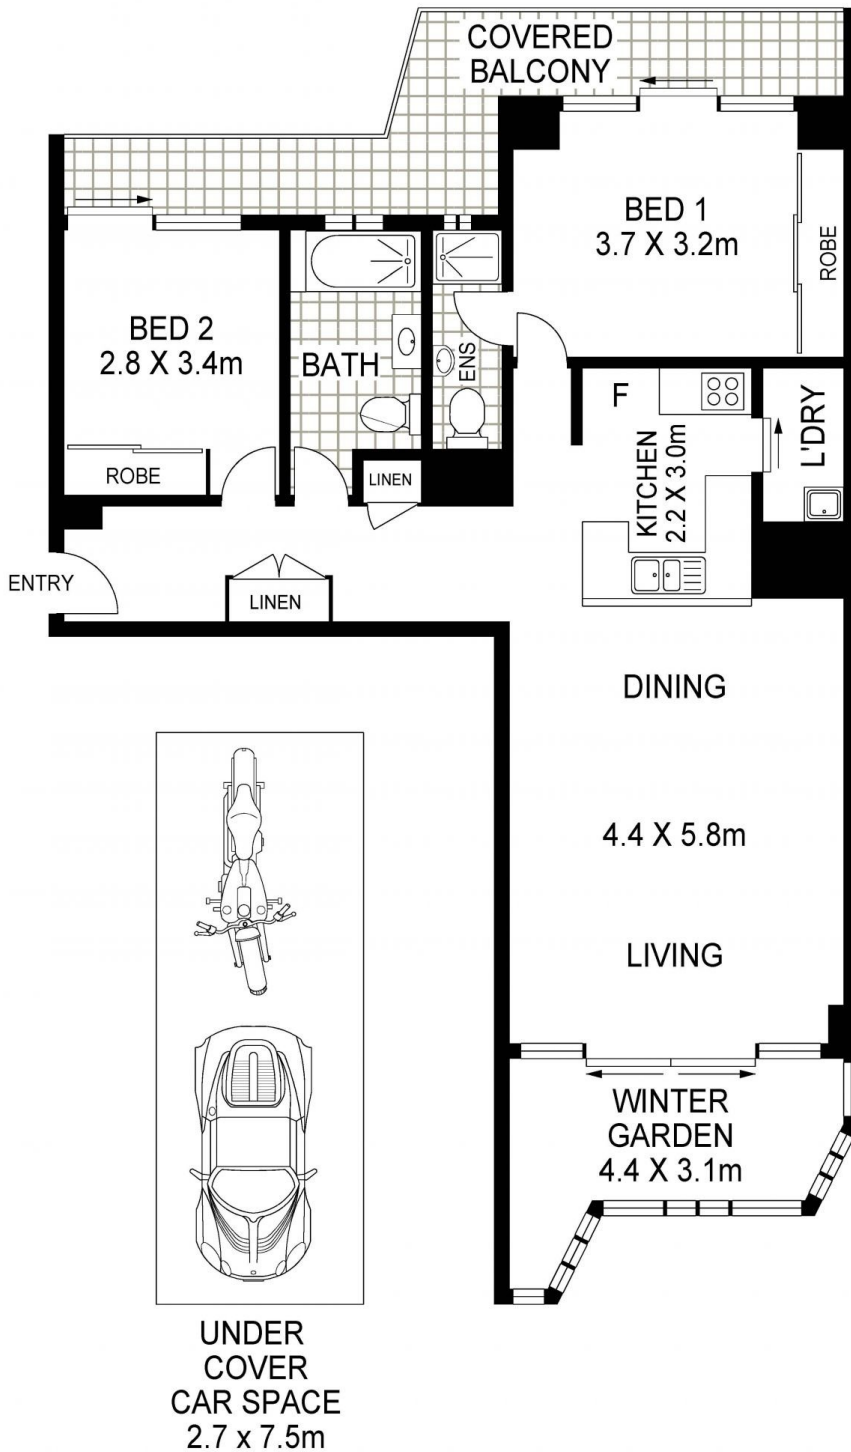 COVERED
BALCONY
BED 1
3.7 X 3.2m
ROBE
BED 2
2.8 X 3.4m
BATH
ENS
ROBE
LINEN
F
KITCHEN
2.2 X 3.0m
L'DRY
ENTRY
LINEN
DINING
4.4 X 5.8m
LIVING
WINTER
GARDEN
4.4 X 3.1m
UNDER
COVER
CAR SPACE
2.7 x 7.5m